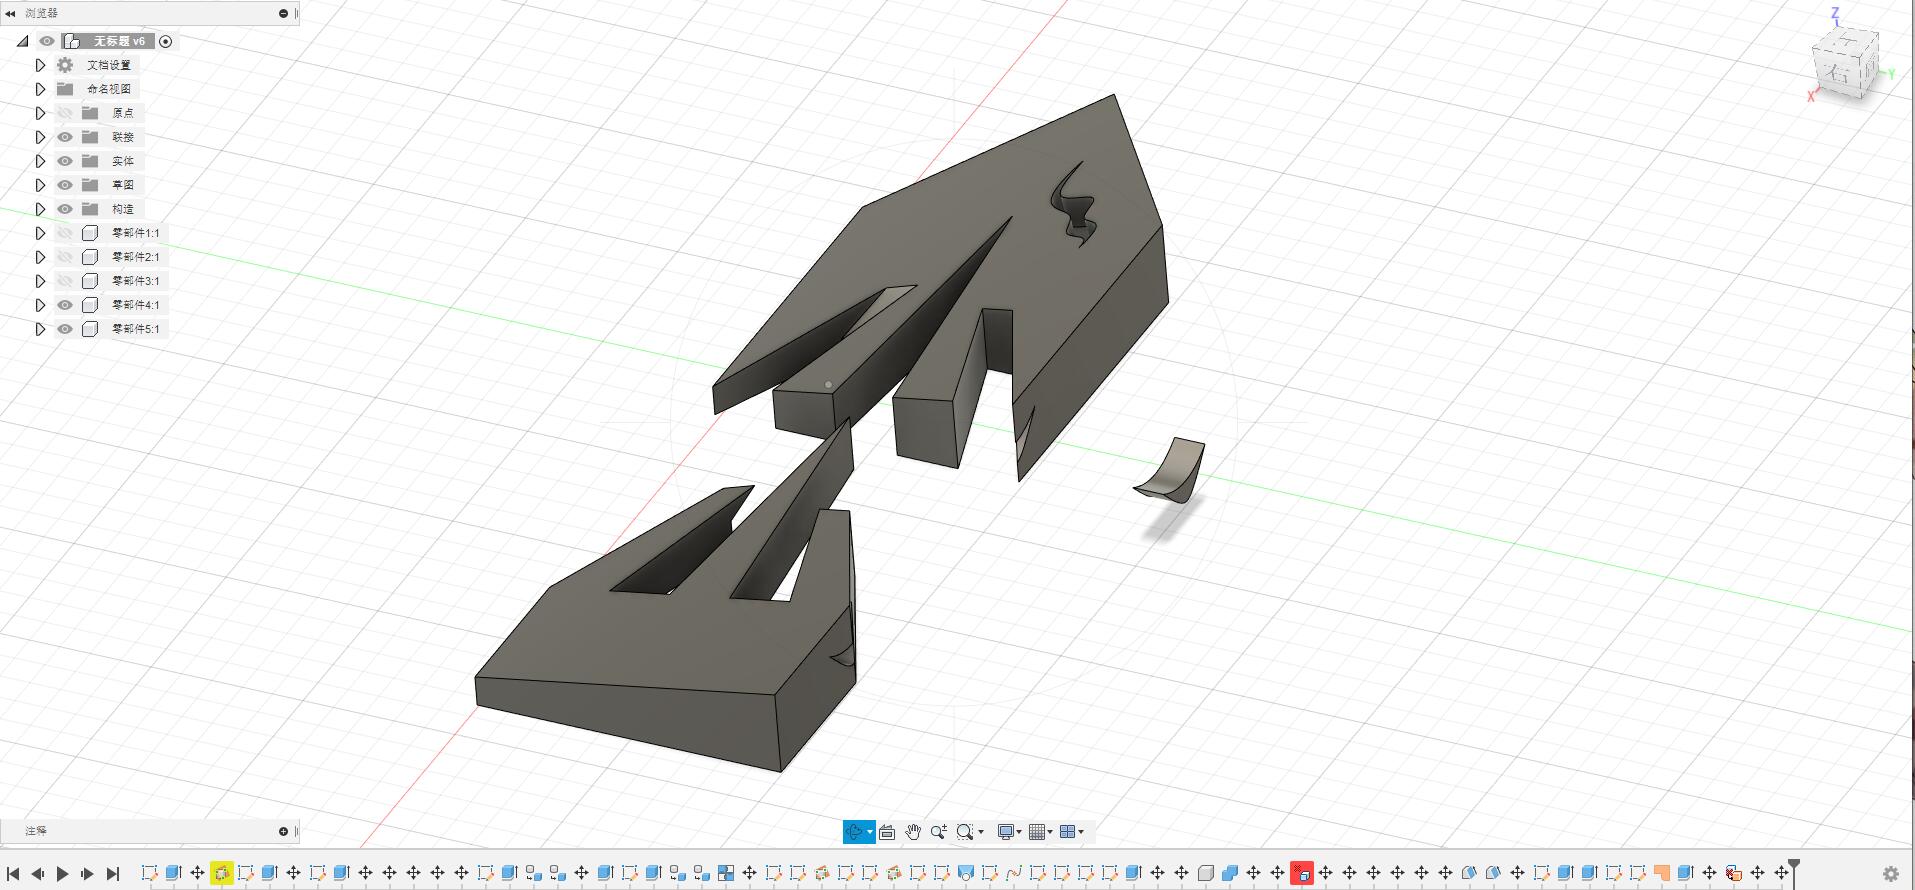 浏览器
无标题 v6
文档设置
命名视图
原点
联接
实体
草图
构造
零部件1:1
零部件2:1
零部件3:1
零部件4:1
零部件5:1
Z
右
Y
X
注释